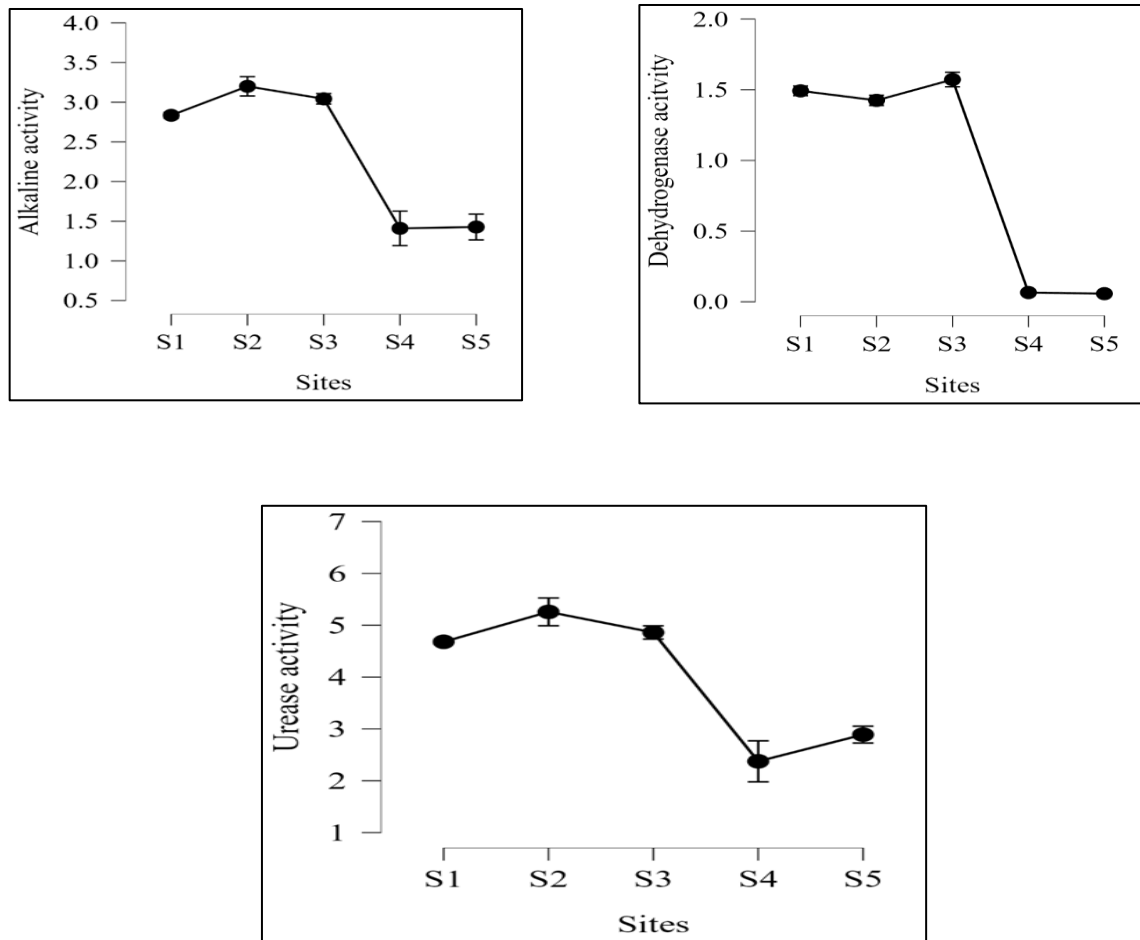 Alkaline activity
4.0
3.5
3.0
2.5
2.0
1.5
1.0
0.5
S1 S2 S3 S4 S5
Sites
Dehydrogenase acitvity
2.0
1.5
1.0
0.5
0.0
S1 S2 S3 S4 S5
Sites
Urease activity
7
6
5
4
3
2
1
S1 S2 S3 S4 S5
Sites